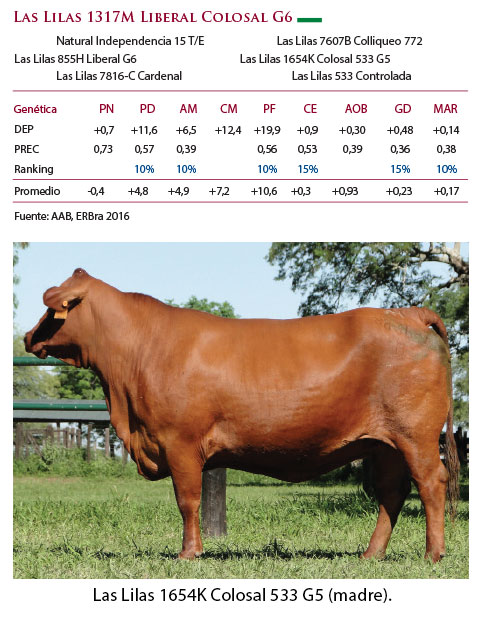 Las Lilas 1317M Liberal Colosal G6
Natural Independencia 15 T/E Las Lilas 7607B Colliqueo 772
Las Lilas 855H Liberal G6 Las Lilas 1654K Colosal 533 G5
Las Lilas 7816-C Cardenal Las Lilas 533 Controlada
Genética PN PD AM CM PF CE AOB GD MAR
DEP +0,7 +11,6 +6,5 +12,4 +19,9 +0,9 +0,30 +0,48 +0,14
PREC 0,73 0,57 0,39 0,56 0,53 0,39 0,36 0,38
Ranking 10% 10% 10% 15% 15% 10%
Promedio -0,4 +4,8 +4,9 +7,2 +10,6 +0,3 +0,93 +0,23 +0,17
Fuente: AAB, ERBra 2016
Las Lilas 1654K Colosal 533 G5 (madre).